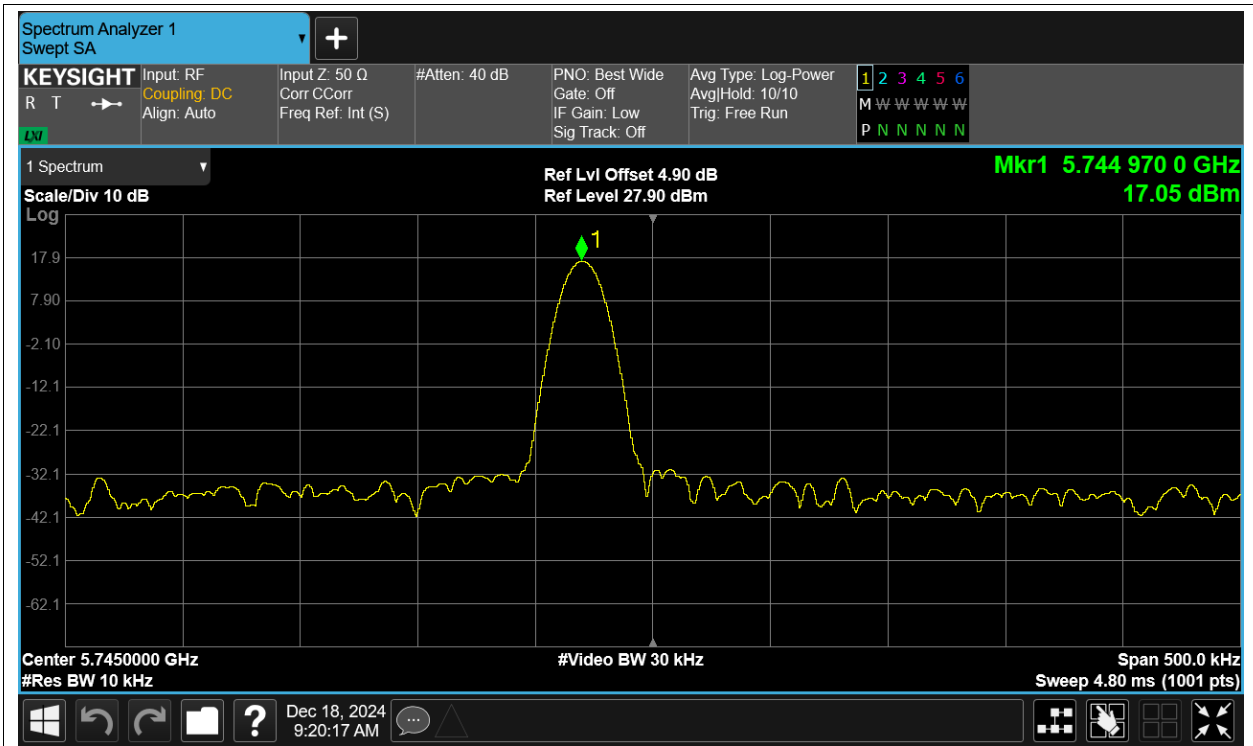 Spectrum Analyzer 1
Swept SA
KEYSIGHT
R T
LXI
Input: RF
Coupling: DC
Align: Auto
Input Z: 50 Ω
Corr CCorr
Freq Ref: Int (S)
#Atten: 40 dB
PNO: Best Wide
Gate: Off
IF Gain: Low
Sig Track: Off
Avg Type: Log-Power
Avg|Hold: 10/10
Trig: Free Run
1 2 3 4 5 6
M W W W W W
P N N N N N
1 Spectrum
Scale/Div 10 dB
Log
Ref Lvl Offset 4.90 dB
Ref Level 27.90 dBm
Mkr1 5.744 970 0 GHz
17.05 dBm
1
17.9
7.90
-2.10
-12.1
-22.1
-32.1
-42.1
-52.1
-62.1
Center 5.7450000 GHz
#Res BW 10 kHz
#Video BW 30 kHz
Span 500.0 kHz
Sweep 4.80 ms (1001 pts)
?
Dec 18, 2024
9:20:17 AM